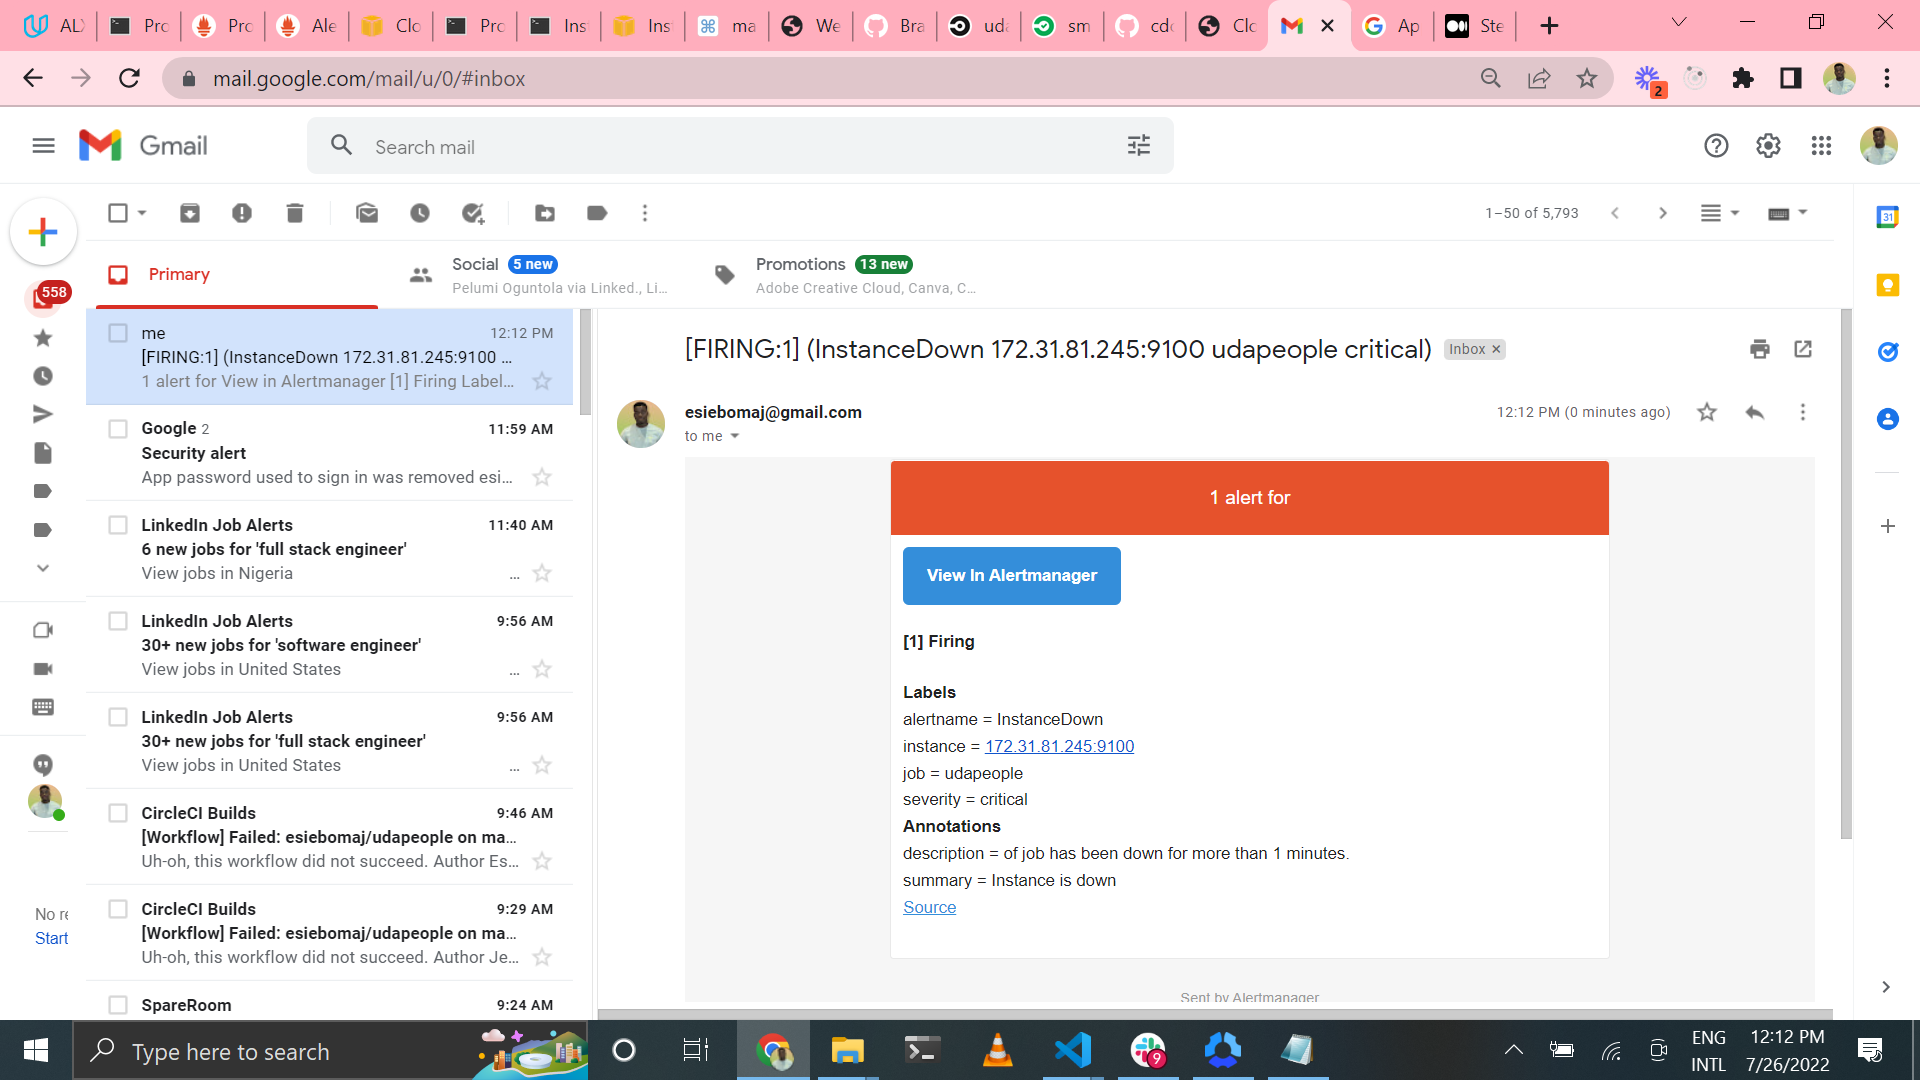 ALX
Pro
Pro
Ale
Clo
Pro
Ins
Ins
ma
We
Bra
uda
sm
cdo
Clo
Ap
Ste
mail.google.com/mail/u/0/#inbox
2
Gmail
Search mail
1–50 of 5,793
31
Primary
Social 5 new
Pelumi Oguntola via Linked., Li...
Promotions 13 new
Adobe Creative Cloud, Canva, C...
558
me 12:12 PM
[FIRING:1] (InstanceDown 172.31.81.245:9100 ...
1 alert for View in Alertmanager [1] Firing Label...
Google 2 11:59 AM
Security alert
App password used to sign in was removed esi...
LinkedIn Job Alerts 11:40 AM
6 new jobs for 'full stack engineer'
View jobs in Nigeria ...
LinkedIn Job Alerts 9:56 AM
30+ new jobs for 'software engineer'
View jobs in United States ...
LinkedIn Job Alerts 9:56 AM
30+ new jobs for 'full stack engineer'
View jobs in United States ...
CircleCI Builds 9:46 AM
[Workflow] Failed: esiebomaj/udapeople on ma...
Uh-oh, this workflow did not succeed. Author Es...
CircleCI Builds 9:29 AM
[Workflow] Failed: esiebomaj/udapeople on ma...
Uh-oh, this workflow did not succeed. Author Je...
SpareRoom 9:24 AM
No re
Start
[FIRING:1] (InstanceDown 172.31.81.245:9100 udapeople critical) Inbox ×
esiebomaj@gmail.com 12:12 PM (0 minutes ago)
to me
1 alert for
View In Alertmanager
[1] Firing
Labels
alertname = InstanceDown
instance = 172.31.81.245:9100
job = udapeople
severity = critical
Annotations
description = of job has been down for more than 1 minutes.
summary = Instance is down
Source
Sent by Alertmanager
Type here to search
9
ENG
INTL
12:12 PM
7/26/2022